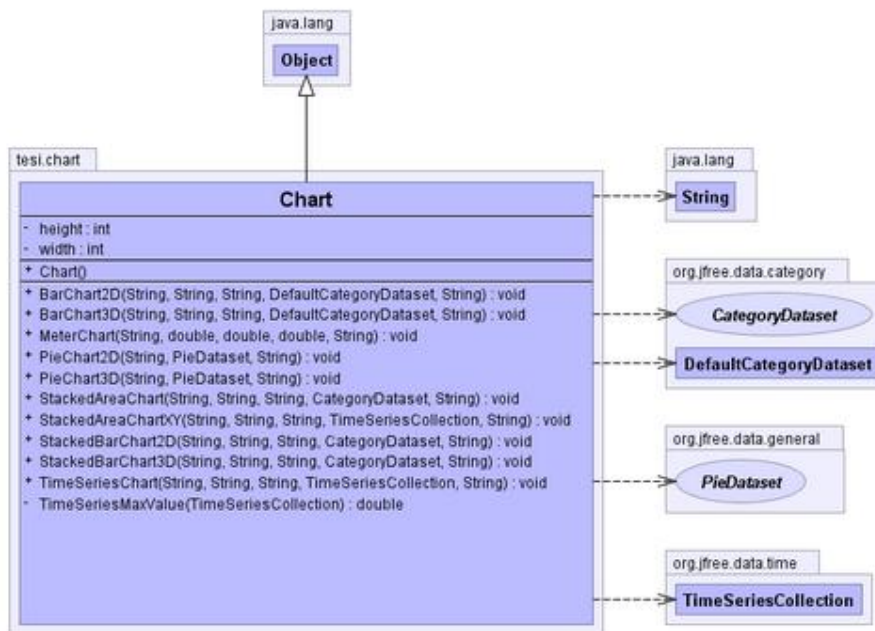 java.lang
Object
tesi.chart
Chart
- height : int
- width : int
+ Chart()
+ BarChart2D(String, String, String, DefaultCategoryDataset, String) : void
+ BarChart3D(String, String, String, DefaultCategoryDataset, String) : void
+ MeterChart(String, double, double, double, String) : void
+ PieChart2D(String, PieDataset, String) : void
+ PieChart3D(String, PieDataset, String) : void
+ StackedAreaChart(String, String, String, CategoryDataset, String) : void
+ StackedAreaChartXY(String, String, String, TimeSeriesCollection, String) : void
+ StackedBarChart2D(String, String, String, CategoryDataset, String) : void
+ StackedBarChart3D(String, String, String, CategoryDataset, String) : void
+ TimeSeriesChart(String, String, String, TimeSeriesCollection, String) : void
- TimeSeriesMaxValue(TimeSeriesCollection) : double
java.lang
String
org.jfree.data.category
CategoryDataset
DefaultCategoryDataset
org.jfree.data.general
PieDataset
org.jfree.data.time
TimeSeriesCollection